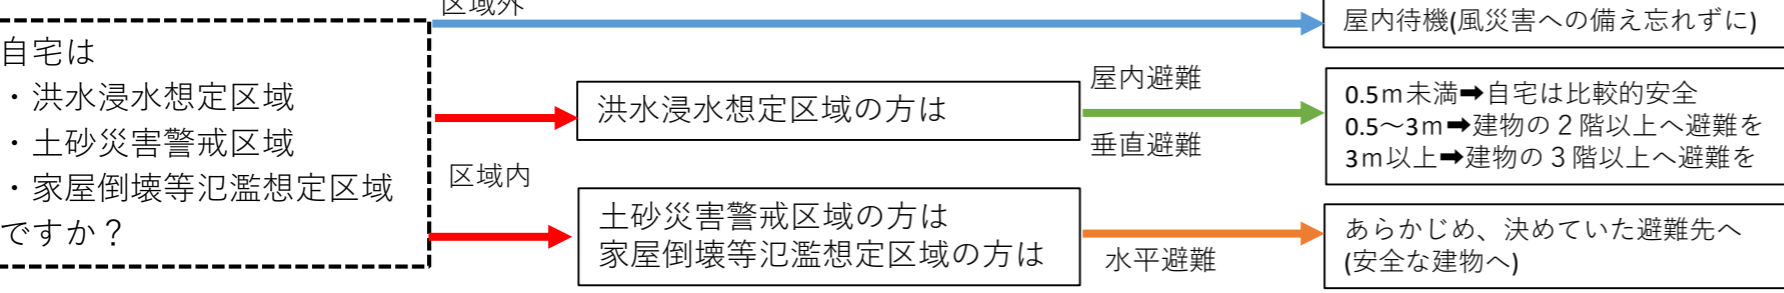 区域外
屋内待機(風災害への備え忘れずに)
自宅は
・洪水浸水想定区域
・土砂災害警戒区域
・家屋倒壊等氾濫想定区域
ですか？
区域内
洪水浸水想定区域の方は
屋内避難
垂直避難
0.5ｍ未満➡自宅は比較的安全
0.5～3ｍ➡建物の２階以上へ避難を
3ｍ以上➡建物の３階以上へ避難を
土砂災害警戒区域の方は
家屋倒壊等氾濫想定区域の方は
水平避難
あらかじめ、決めていた避難先へ
(安全な建物へ)